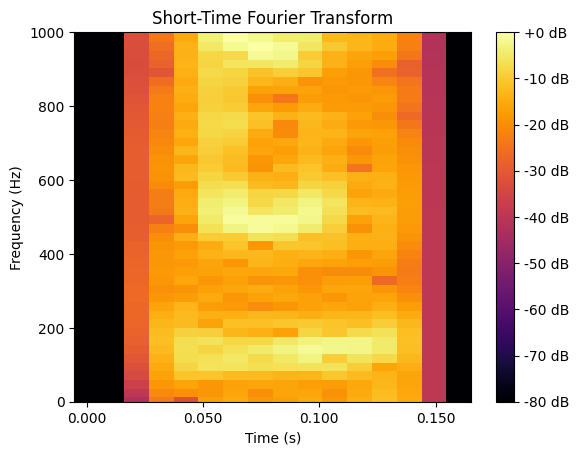 Short-Time Fourier Transform
Frequency (Hz)
1000
800
600
400
200
0
0.000
0.050
0.100
0.150
Time (s)
+0 dB
-10 dB
-20 dB
-30 dB
-40 dB
-50 dB
-60 dB
-70 dB
-80 dB